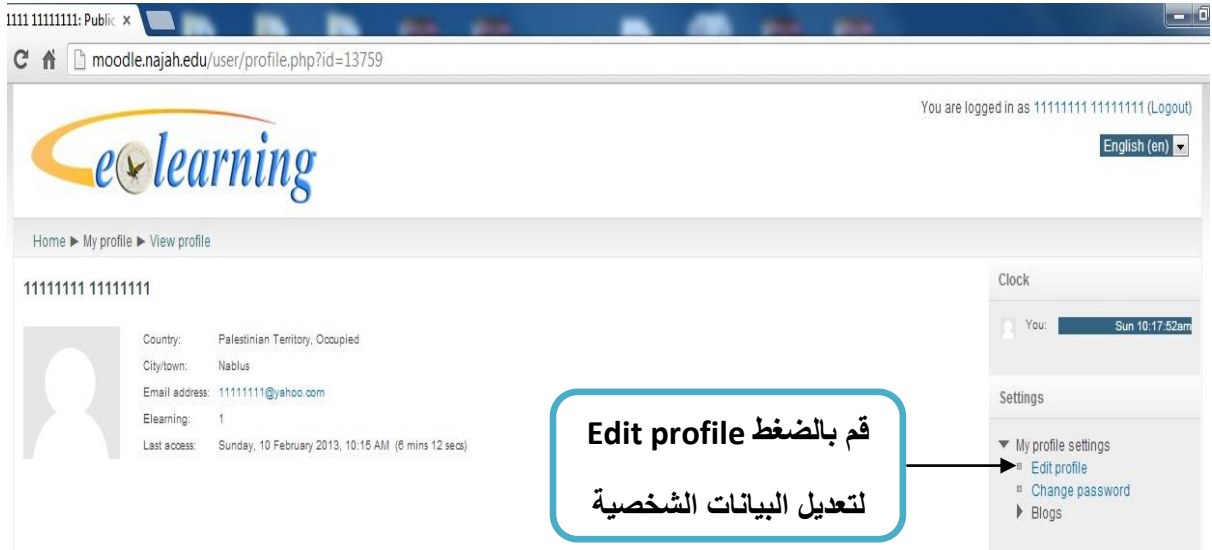 1111 11111111: Public
moodle.najah.edu/user/profile.php?id=13759
You are logged in as 11111111 11111111 (Logout)
English (en)
e learning
Home ▶ My profile ▶ View profile
11111111 11111111
Country: Palestinian Territory, Occupied
City/town: Nablus
Email address: 11111111@yahoo.com
Elearning: 1
Last access: Sunday, 10 February 2013, 10:15 AM (6 mins 12 secs)
Clock
You: Sun 10:17:52am
Settings
My profile settings
Edit profile
Change password
Blogs
قم بالضغط Edit profile
لتعديل البيانات الشخصية